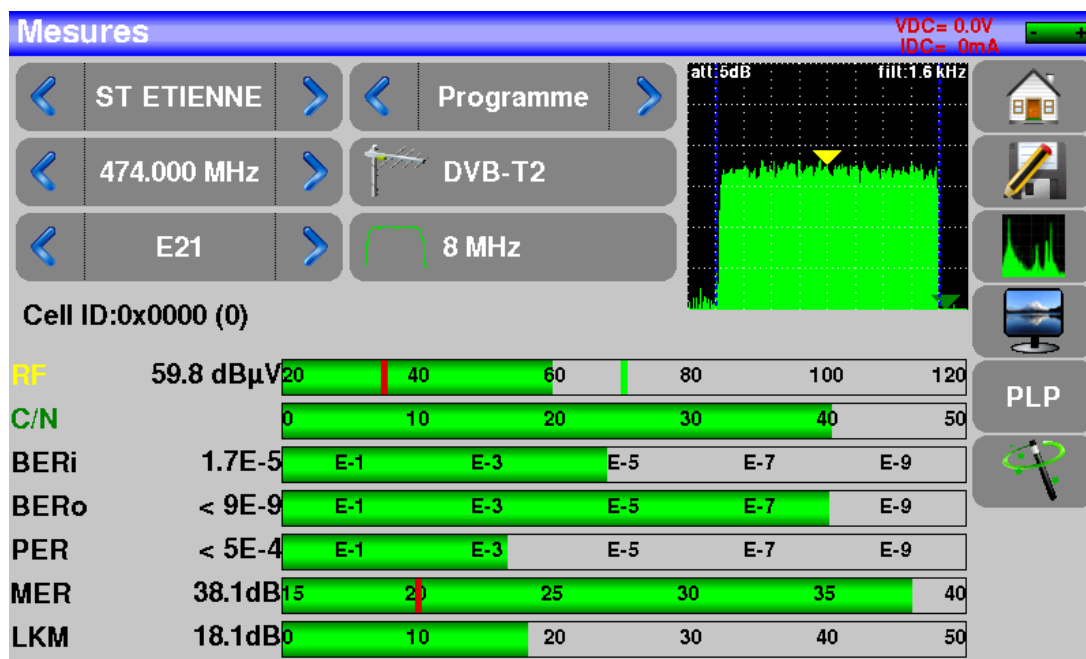 Mesures
VDC= 0.0V
IDC= 0mA
- +
ST ETIENNE
Programme
att:5dB filt:1.6 kHz
474.000 MHz
DVB-T2
E21
8 MHz
Cell ID:0x0000 (0)
PLP
RF 59.8 dBµV 20 40 60 80 100 120
C/N 0 10 20 30 40 50
BERi 1.7E-5 E-1 E-3 E-5 E-7 E-9
BERo < 9E-9 E-1 E-3 E-5 E-7 E-9
PER < 5E-4 E-1 E-3 E-5 E-7 E-9
MER 38.1dB 15 20 25 30 35 40
LKM 18.1dB 0 10 20 30 40 50